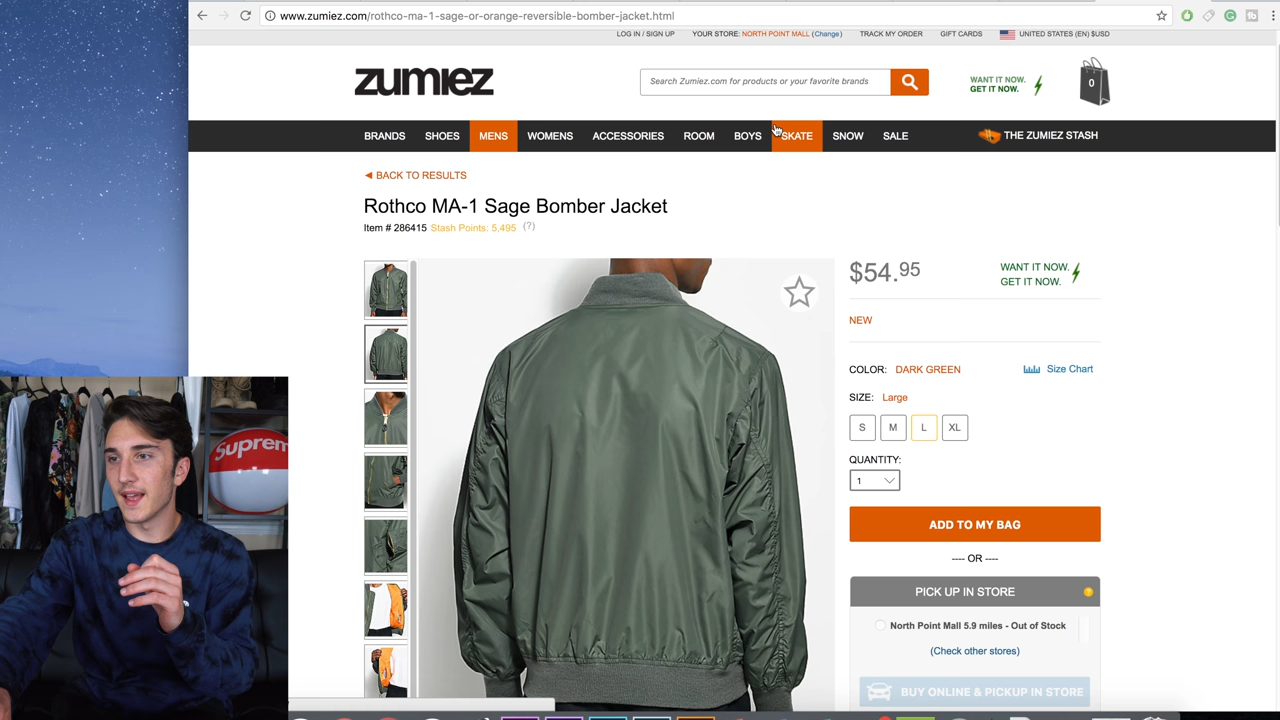 www.zumiez.com/rothco-ma-1-sage-or-orange-reversible-bomber-jacket.html
LOG IN / SIGN UP YOUR STORE: NORTH POINT MALL (Change) TRACK MY ORDER GIFT CARDS UNITED STATES (EN) $USD
zumiez
Search Zumiez.com for products or your favorite brands
WANT IT NOW.
GET IT NOW.
0
BRANDS SHOES MENS WOMENS ACCESSORIES ROOM BOYS SKATE SNOW SALE THE ZUMIEZ STASH
◄ BACK TO RESULTS
Rothco MA-1 Sage Bomber Jacket
Item # 286415 Stash Points: 5,495 (?)
$54.95
WANT IT NOW.
GET IT NOW.
NEW
COLOR: DARK GREEN Size Chart
SIZE: Large
S M L XL
QUANTITY:
1
ADD TO MY BAG
---- OR ----
PICK UP IN STORE
North Point Mall 5.9 miles - Out of Stock
(Check other stores)
BUY ONLINE & PICKUP IN STORE
Suprem